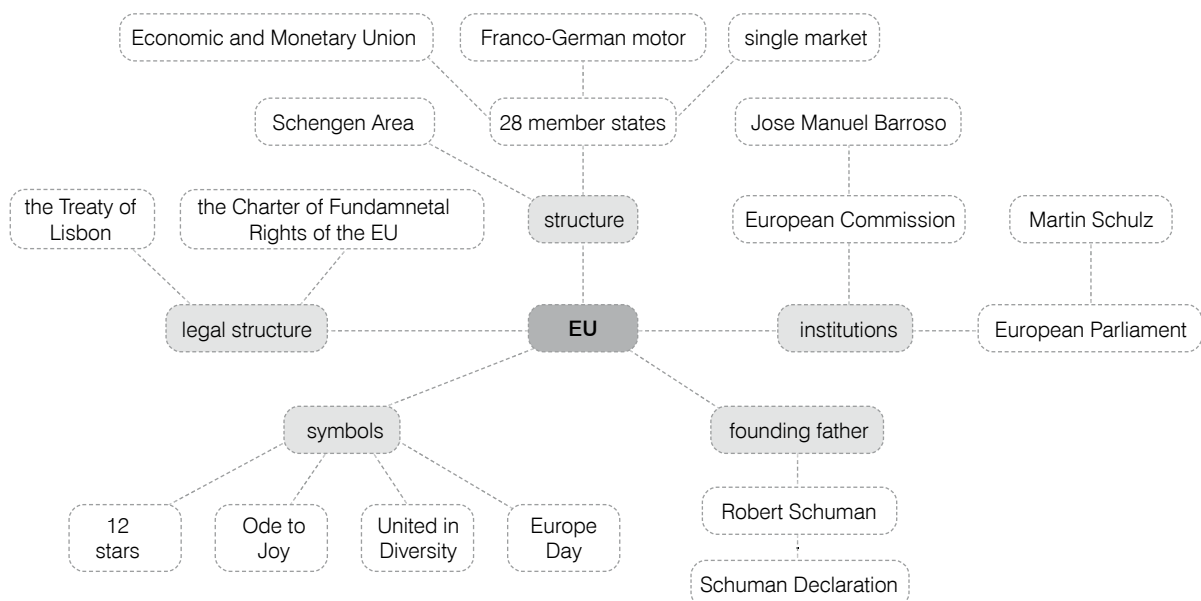 Economic and Monetary Union
Franco-German motor
single market
Schengen Area
28 member states
Jose Manuel Barroso
the Treaty of
Lisbon
the Charter of Fundamnetal
Rights of the EU
structure
European Commission
Martin Schulz
legal structure
EU
institutions
European Parliament
symbols
founding father
12
stars
Ode to
Joy
United in
Diversity
Europe
Day
Robert Schuman
Schuman Declaration